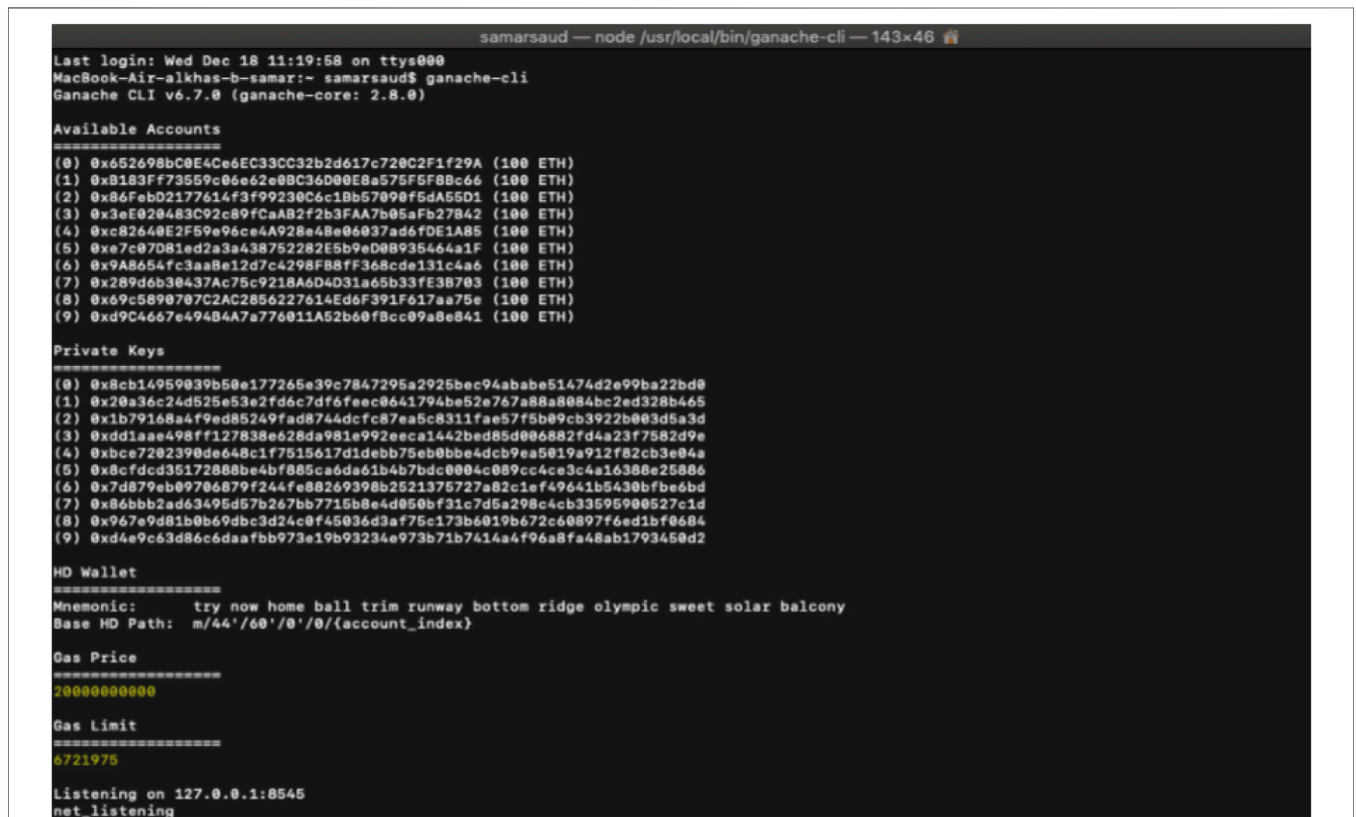 samarsaud — node /usr/local/bin/ganache-cli — 143×46
Last login: Wed Dec 18 11:19:58 on ttys000
MacBook-Air-alkhas-b-samar:~ samarsaud$ ganache-cli
Ganache CLI v6.7.0 (ganache-core: 2.8.0)
Available Accounts
==================
(0) 0x652698bC0E4Ce6EC33CC32b2d617c720C2F1f29A (100 ETH)
(1) 0xB183Ff73559c06e62e0BC36D00E8a575F5F8Bc66 (100 ETH)
(2) 0x86FebD2177614f3f99230C6c1Bb57090f5dA55D1 (100 ETH)
(3) 0x3eE020483C92c89fCaAB2f2b3FAA7b05aFb27B42 (100 ETH)
(4) 0xc82640E2F59e96ce4A928e4Be06037ad6fDE1A85 (100 ETH)
(5) 0xe7c07D81ed2a3a438752282E5b9eD0B935464a1F (100 ETH)
(6) 0x9A8654fc3aaBe12d7c4298FB8fF368cde131c4a6 (100 ETH)
(7) 0x289d6b30437Ac75c9218A6D4D31a65b33fE3B703 (100 ETH)
(8) 0x69c5890707C2AC2856227614Ed6F391F617aa75e (100 ETH)
(9) 0xd9C4667e494B4A7a776011A52b60fBcc09a8e841 (100 ETH)
Private Keys
==================
(0) 0x8cb14959039b50e177265e39c7847295a2925bec94ababe51474d2e99ba22bd0
(1) 0x20a36c24d525e53e2fd6c7df6feec0641794be52e767a88a8084bc2ed328b465
(2) 0x1b79168a4f9ed85249fad8744dcfc87ea5c8311fae57f5b09cb3922b003d5a3d
(3) 0xdd1aae498ff127838e628da981e992eeca1442bed85d006882fd4a23f7582d9e
(4) 0xbce7202390de648c1f7515617d1debb75eb0bbe4dcb9ea5019a912f82cb3e04a
(5) 0x8cfdcd35172888be4bf885ca6da61b4b7bdc0004c089cc4ce3c4a16388e25886
(6) 0x7d879eb09706879f244fe88269398b2521375727a82c1ef49641b5430bfbe6bd
(7) 0x86bbb2ad63495d57b267bb7715b8e4d050bf31c7d5a298c4cb33595900527c1d
(8) 0x967e9d81b0b69dbc3d24c0f45036d3af75c173b6019b672c60897f6ed1bf0684
(9) 0xd4e9c63d86c6daafbb973e19b93234e973b71b7414a4f96a8fa48ab1793450d2
HD Wallet
==================
Mnemonic:      try now home ball trim runway bottom ridge olympic sweet solar balcony
Base HD Path:  m/44'/60'/0'/0/{account_index}
Gas Price
==================
20000000000
Gas Limit
==================
6721975
Listening on 127.0.0.1:8545
net_listening